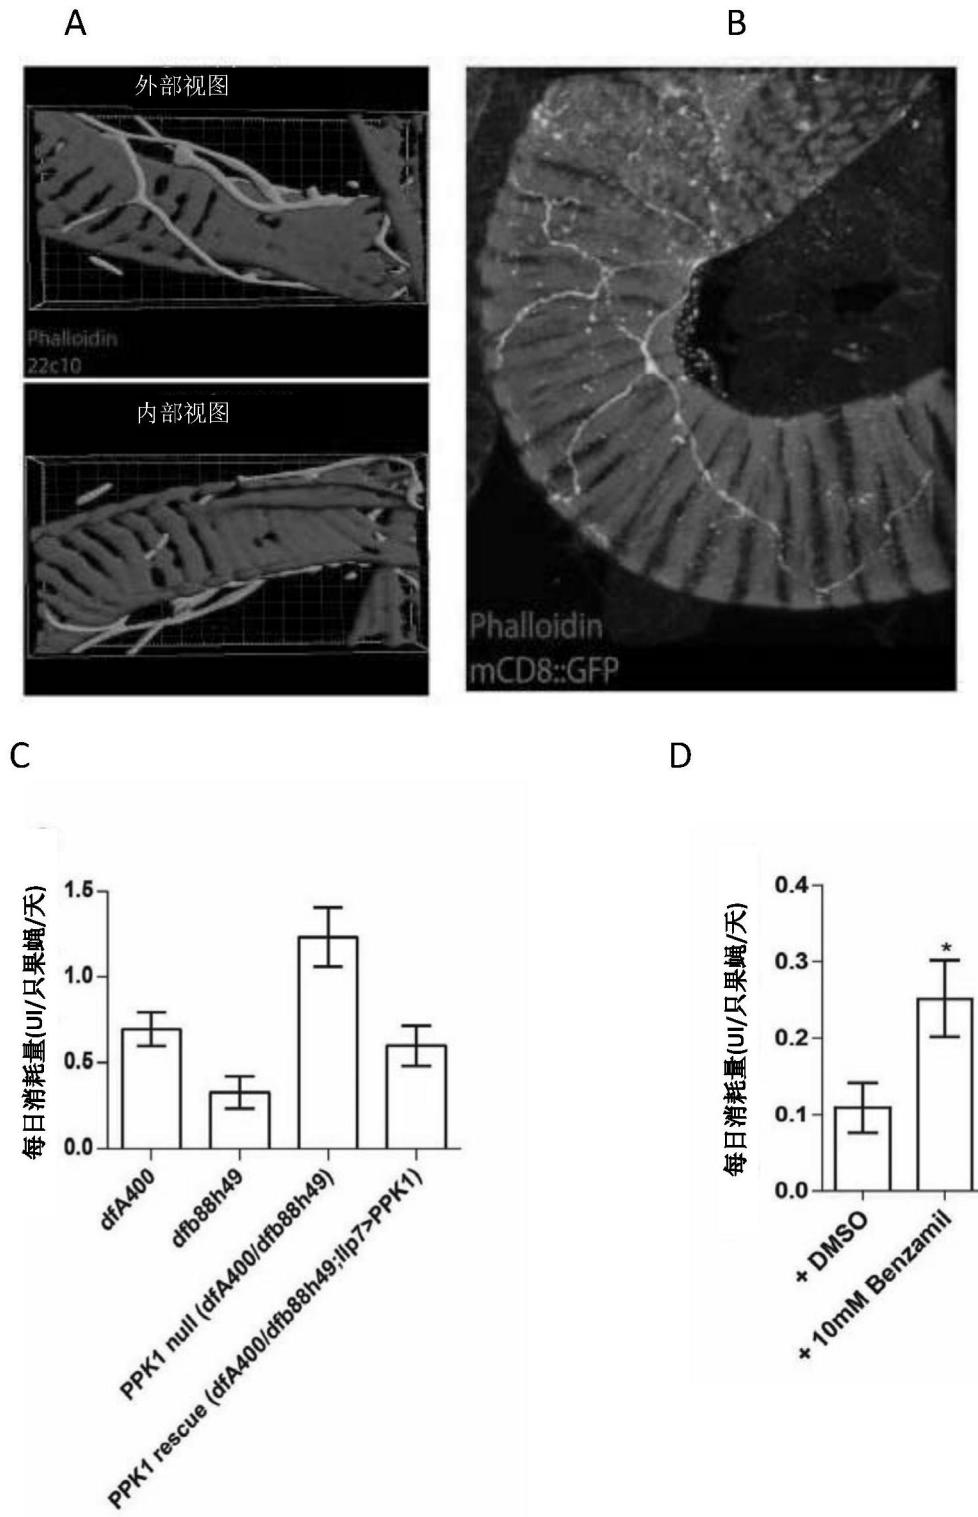 A
B
外部视图
Phalloidin
22c10
内部视图
Phalloidin
mCD8::GFP
C
D
每日消耗量(UI/只果蝇/天)
1.5
1.0
0.5
0.0
dfA400
dfb88h49
PPK1 null (dfA400/dfb88h49)
PPK1 rescue (dfA400/dfb88h49;Ilp7>PPK1)
每日消耗量(UI/只果蝇/天)
0.4
0.3
0.2
0.1
0.0
*
+ DMSO
+ 10mM Benzamil